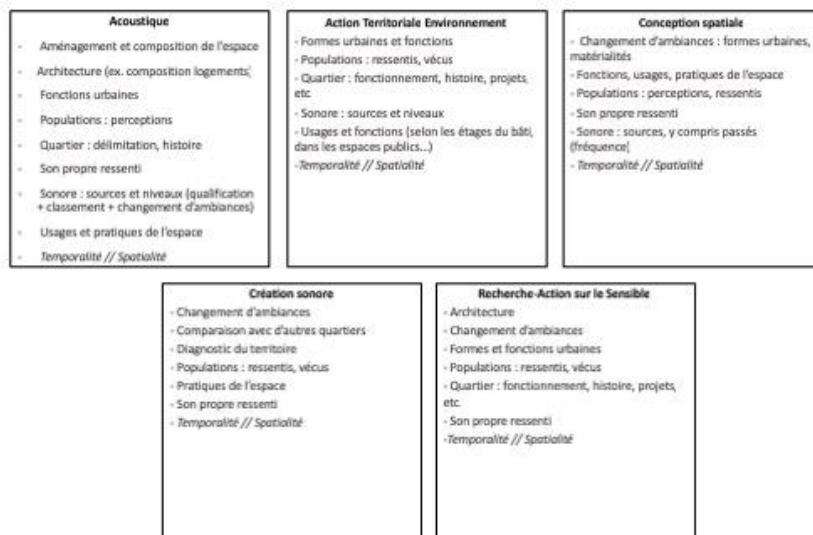 Acoustique
- Aménagement et composition de l'espace
- Architecture (ex. composition logements)
- Fonctions urbaines
- Populations : perceptions
- Quartier : délimitation, histoire
- Son propre ressenti
- Sonore : sources et niveaux (qualification
+ classement + changement d'ambiances)
- Usages et pratiques de l'espace
- Temporalité // Spatialité
Action Territoriale Environnement
- Formes urbaines et fonctions
- Populations : ressentis, vécus
- Quartier : fonctionnement, histoire, projets,
etc.
- Sonore : sources et niveaux
- Usages et fonctions (selon les étages du bâti,
dans les espaces publics...)
-Temporalité // Spatialité
Conception spatiale
- Changement d'ambiances : formes urbaines,
matérialités
- Fonctions, usages, pratiques de l'espace
- Populations : perceptions, ressentis
- Son propre ressenti
- Sonore : sources, y compris passés
(fréquence)
- Temporalité // Spatialité
Création sonore
- Changement d'ambiances
- Comparaison avec d'autres quartiers
- Diagnostic du territoire
- Populations : ressentis, vécus
- Pratiques de l'espace
- Son propre ressenti
- Temporalité // Spatialité
Recherche-Action sur le Sensible
- Architecture
- Changement d'ambiances
- Formes et fonctions urbaines
- Populations : ressentis, vécus
- Quartier : fonctionnement, histoire, projets,
etc.
- Son propre ressenti
-Temporalité // Spatialité